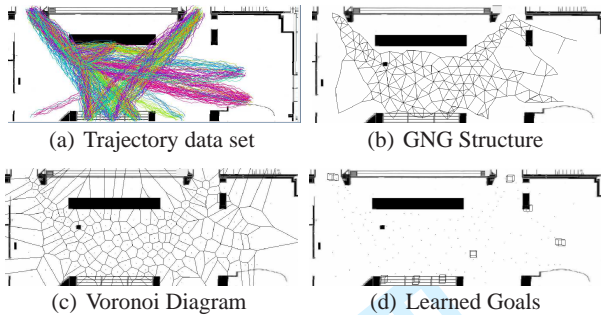 (a) Trajectory data set
(b) GNG Structure
(c) Voronoi Diagram
(d) Learned Goals